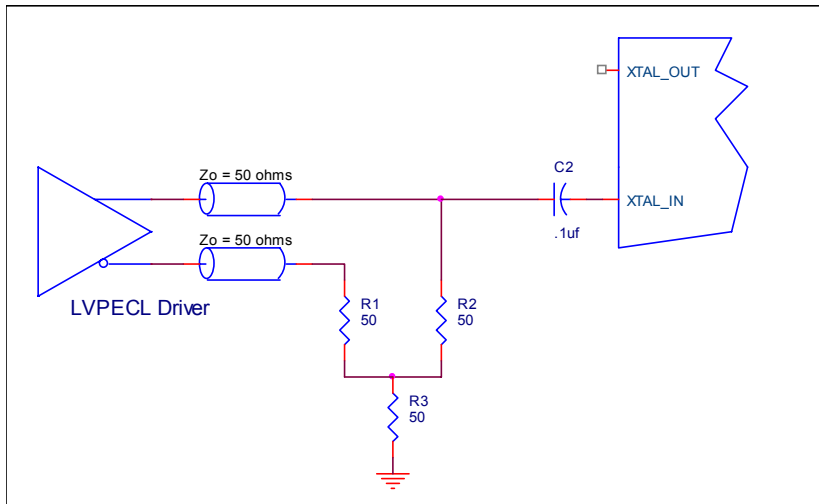 XTAL_OUT
Zo = 50 ohms
C2
XTAL_IN
.1uf
Zo = 50 ohms
LVPECL Driver
R1
50
R2
50
R3
50